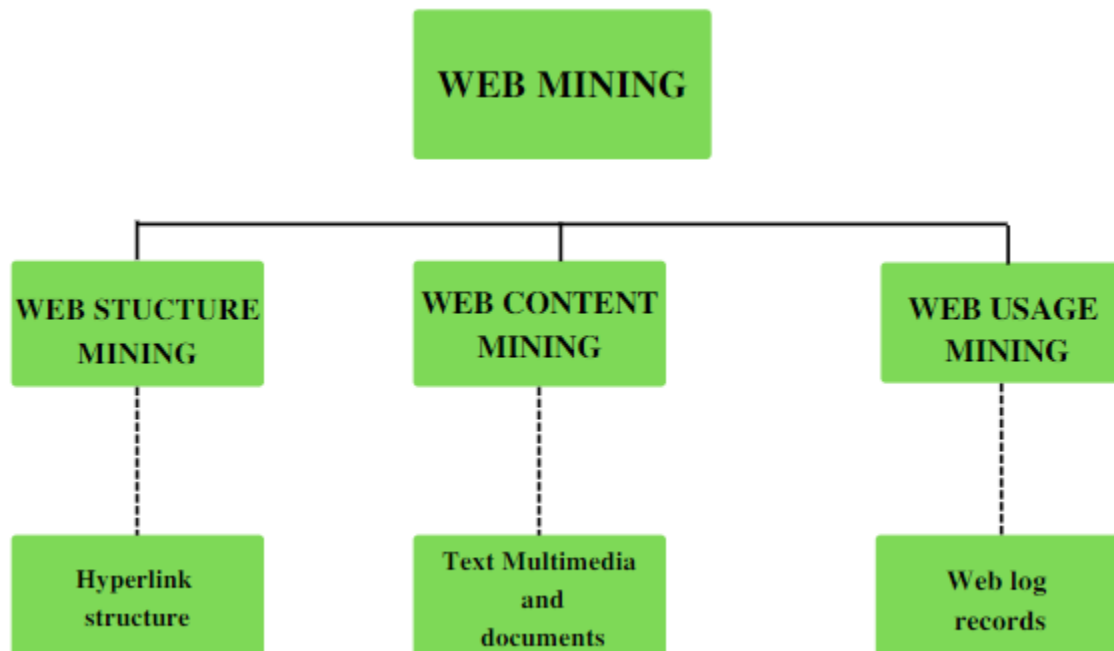 WEB MINING
WEB STUCTURE
MINING
WEB CONTENT
MINING
WEB USAGE
MINING
Hyperlink
structure
Text Multimedia
and
documents
Web log
records